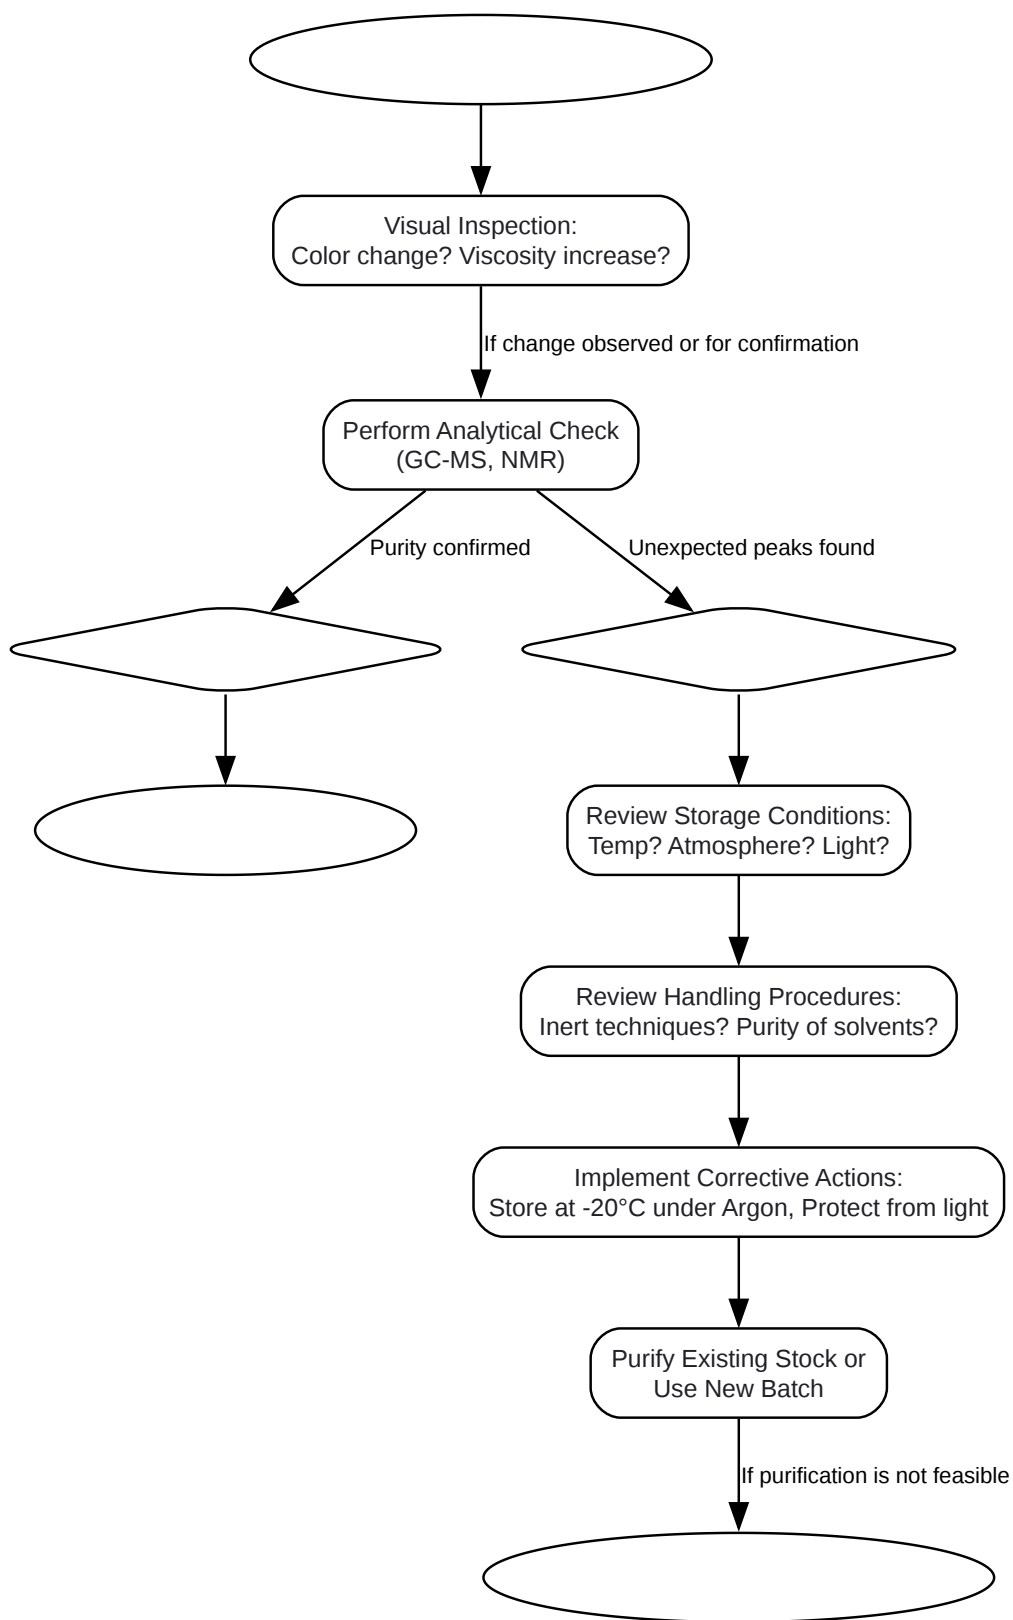 Visual Inspection:
Color change? Viscosity increase?
If change observed or for confirmation
Perform Analytical Check
(GC-MS, NMR)
Purity confirmed
Unexpected peaks found
Review Storage Conditions:
Temp? Atmosphere? Light?
Review Handling Procedures:
Inert techniques? Purity of solvents?
Implement Corrective Actions:
Store at -20°C under Argon, Protect from light
Purify Existing Stock or
Use New Batch
If purification is not feasible